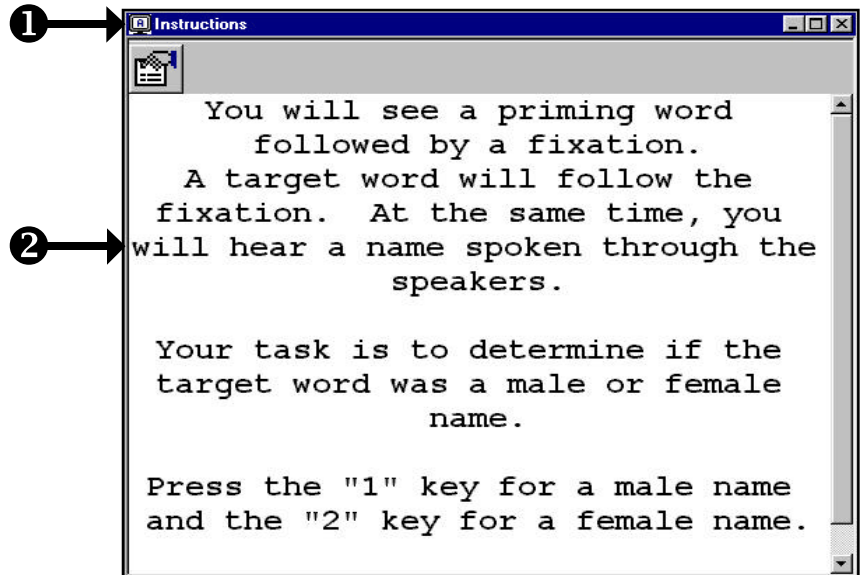 ❶ Instructions
You will see a priming word
followed by a fixation.
A target word will follow the
fixation.  At the same time, you
❷ will hear a name spoken through the
speakers.
Your task is to determine if the
target word was a male or female
name.
Press the "1" key for a male name
and the "2" key for a female name.